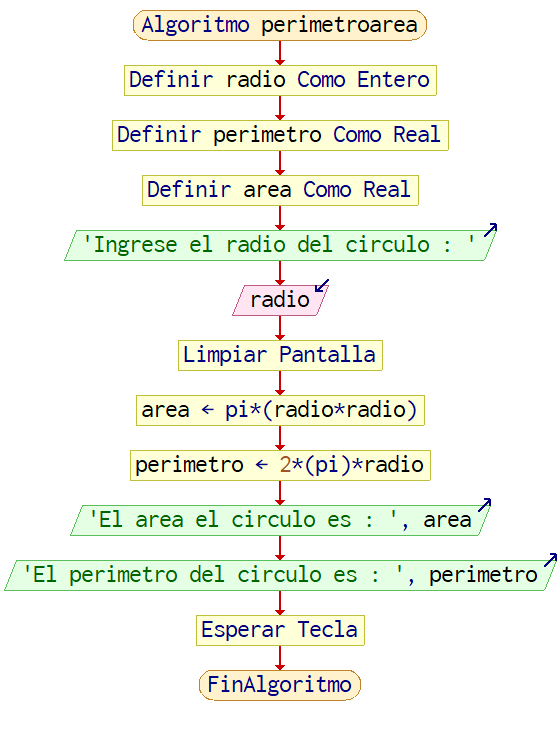 Algoritmo perimetroarea
Definir radio Como Entero
Definir perimetro Como Real
Definir area Como Real
'Ingrese el radio del circulo : '
radio
Limpiar Pantalla
area ← pi*(radio*radio)
perimetro ← 2*(pi)*radio
'El area el circulo es : ', area
'El perimetro del circulo es : ', perimetro
Esperar Tecla
FinAlgoritmo